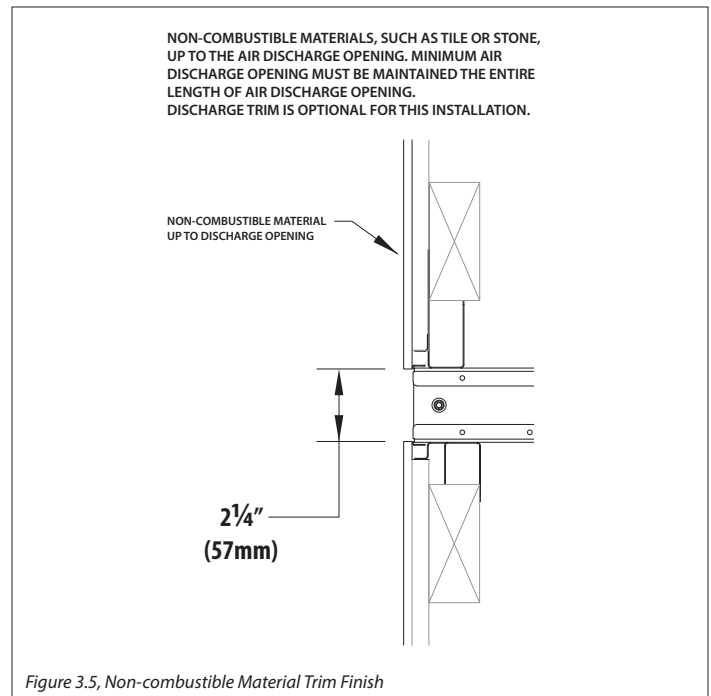 NON-COMBUSTIBLE MATERIALS, SUCH AS TILE OR STONE,
UP TO THE AIR DISCHARGE OPENING. MINIMUM AIR
DISCHARGE OPENING MUST BE MAINTAINED THE ENTIRE
LENGTH OF AIR DISCHARGE OPENING.
DISCHARGE TRIM IS OPTIONAL FOR THIS INSTALLATION.
NON-COMBUSTIBLE MATERIAL
UP TO DISCHARGE OPENING
2¼"
(57mm)
Figure 3.5, Non-combustible Material Trim Finish